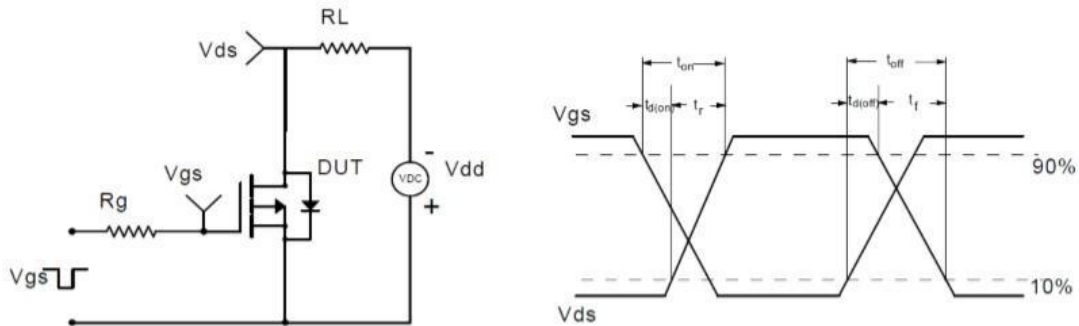 RL
Vds
Vgs
DUT
VDC
-
+
Vdd
Rg
Vgs
ton
toff
td(on)
tr
td(off)
tf
Vgs
90%
10%
Vds